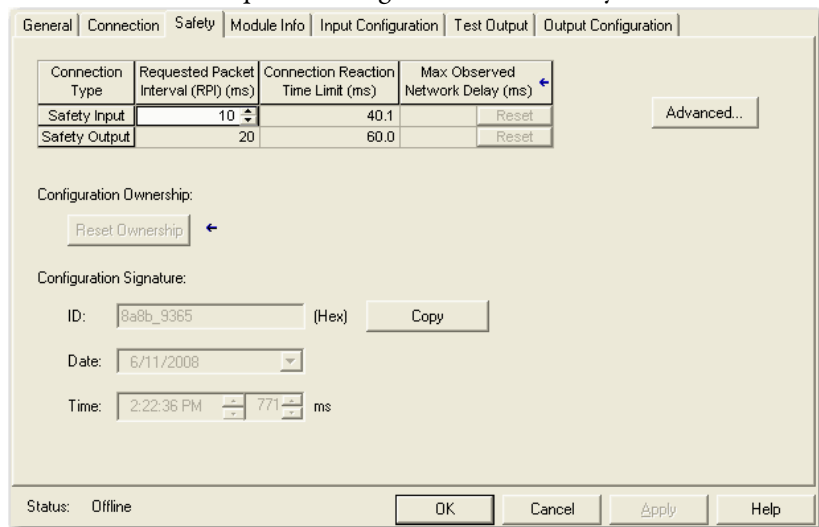 General Connection Safety Module Info Input Configuration Test Output Output Configuration
Connection Type Requested Packet Interval (RPI) (ms) Connection Reaction Time Limit (ms) Max Observed Network Delay (ms)
Safety Input 10 40.1 Reset
Safety Output 20 60.0 Reset
Advanced...
Configuration Ownership:
Reset Ownership
Configuration Signature:
ID: 8a8b_9365 (Hex) Copy
Date: 6/11/2008
Time: 2:22:36 PM 771 ms
Status: Offline OK Cancel Apply Help